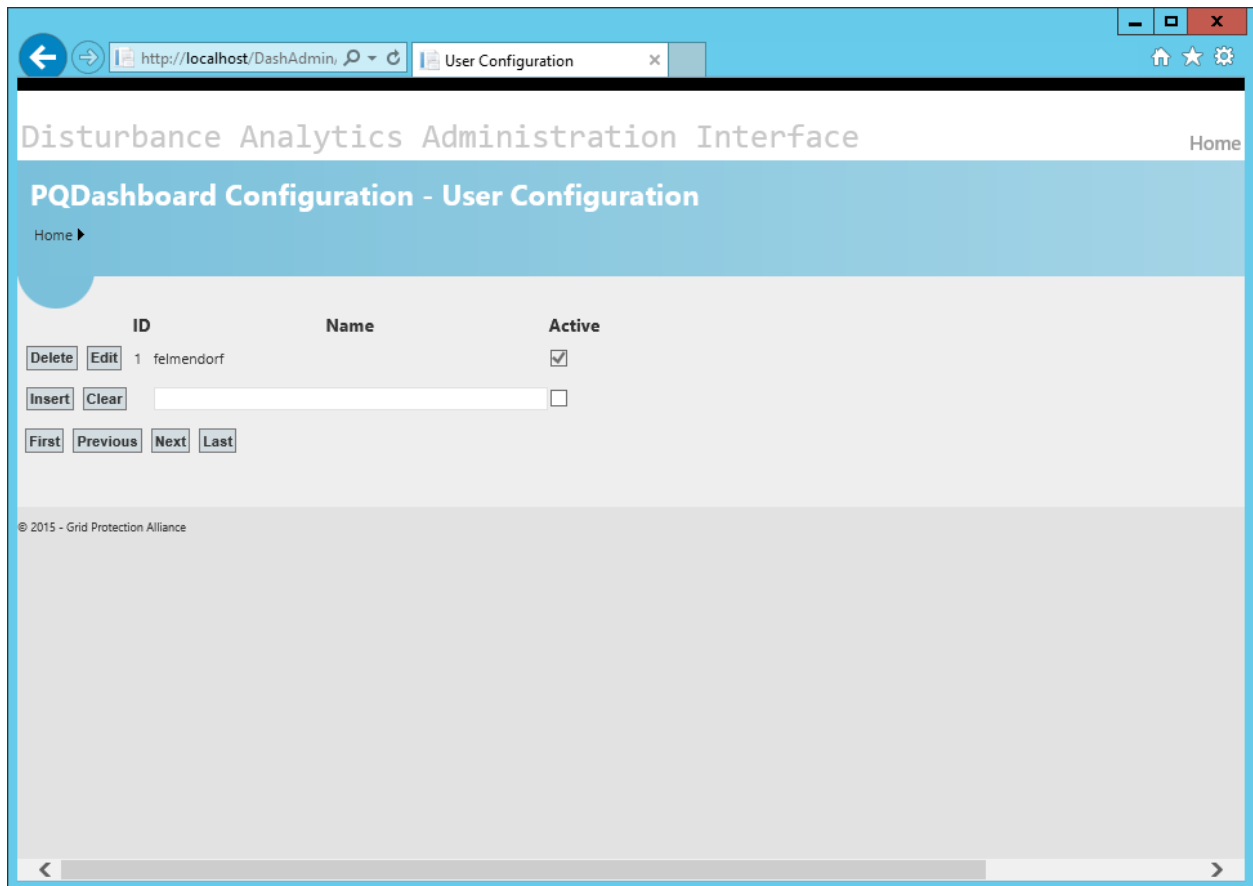 x
http://localhost/DashAdmin/
User Configuration
Disturbance Analytics Administration Interface
Home
PQDashboard Configuration - User Configuration
Home
ID Name Active
Delete Edit 1 felmendorf
Insert Clear
First Previous Next Last
© 2015 - Grid Protection Alliance